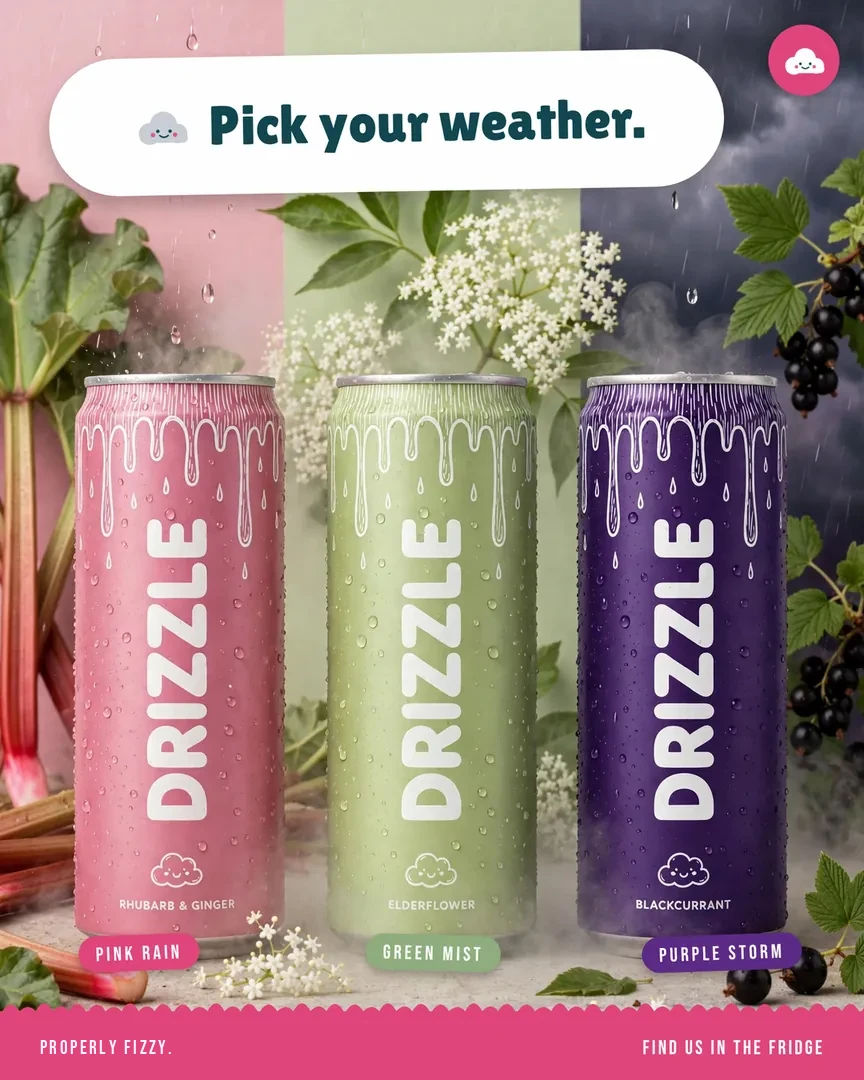 Pick your weather.
DRIZZLE
RHUBARB & GINGER
PINK RAIN
DRIZZLE
ELDERFLOWER
GREEN MIST
DRIZZLE
BLACKCURRANT
PURPLE STORM
PROPERLY FIZZY.
FIND US IN THE FRIDGE